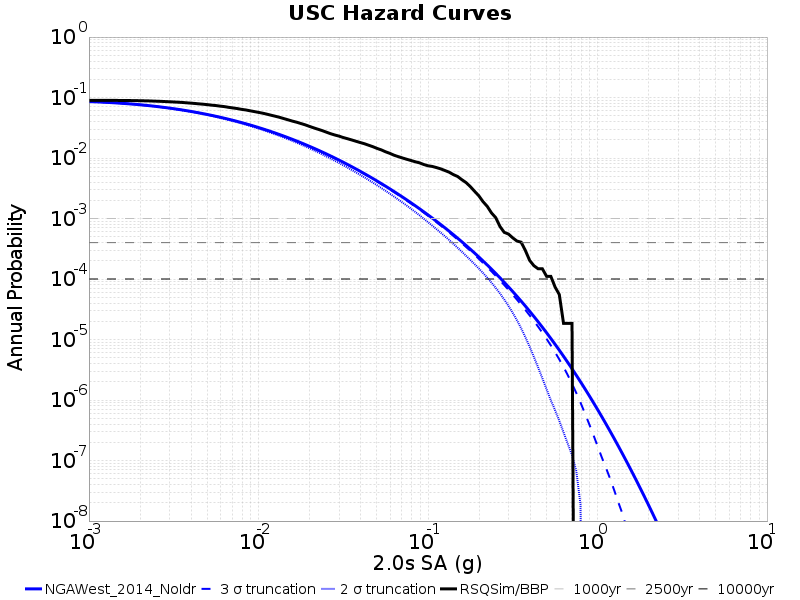 USC Hazard Curves
10^0
10^-1
10^-2
10^-3
10^-4
10^-5
10^-6
10^-7
10^-8
Annual Probability
10^-3 10^-2 10^-1 10^0 10^1
2.0s SA (g)
NGAWest_2014_NoIdr 3 σ truncation 2 σ truncation RSQSim/BBP 1000yr 2500yr 10000yr